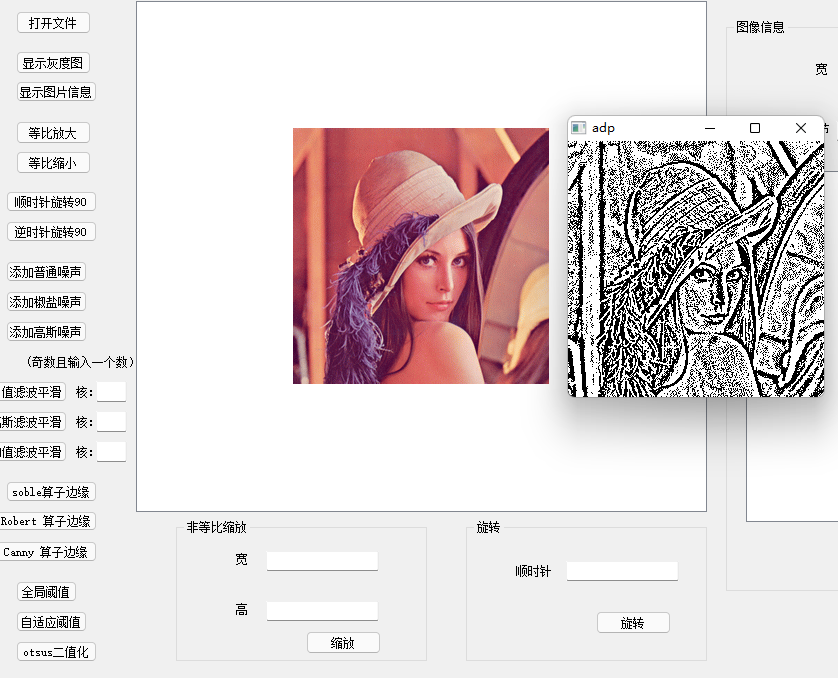 打开文件
显示灰度图
显示图片信息
等比放大
等比缩小
顺时针旋转90
逆时针旋转90
添加普通噪声
添加椒盐噪声
添加高斯噪声
(奇数且输入一个数)
值滤波平滑 核:
斯滤波平滑 核:
值滤波平滑 核:
soble算子边缘
Robert 算子边缘
Canny 算子边缘
全局阈值
自适应阈值
otsus二值化
adp
图像信息
宽
非等比缩放
宽
高
缩放
旋转
顺时针
旋转